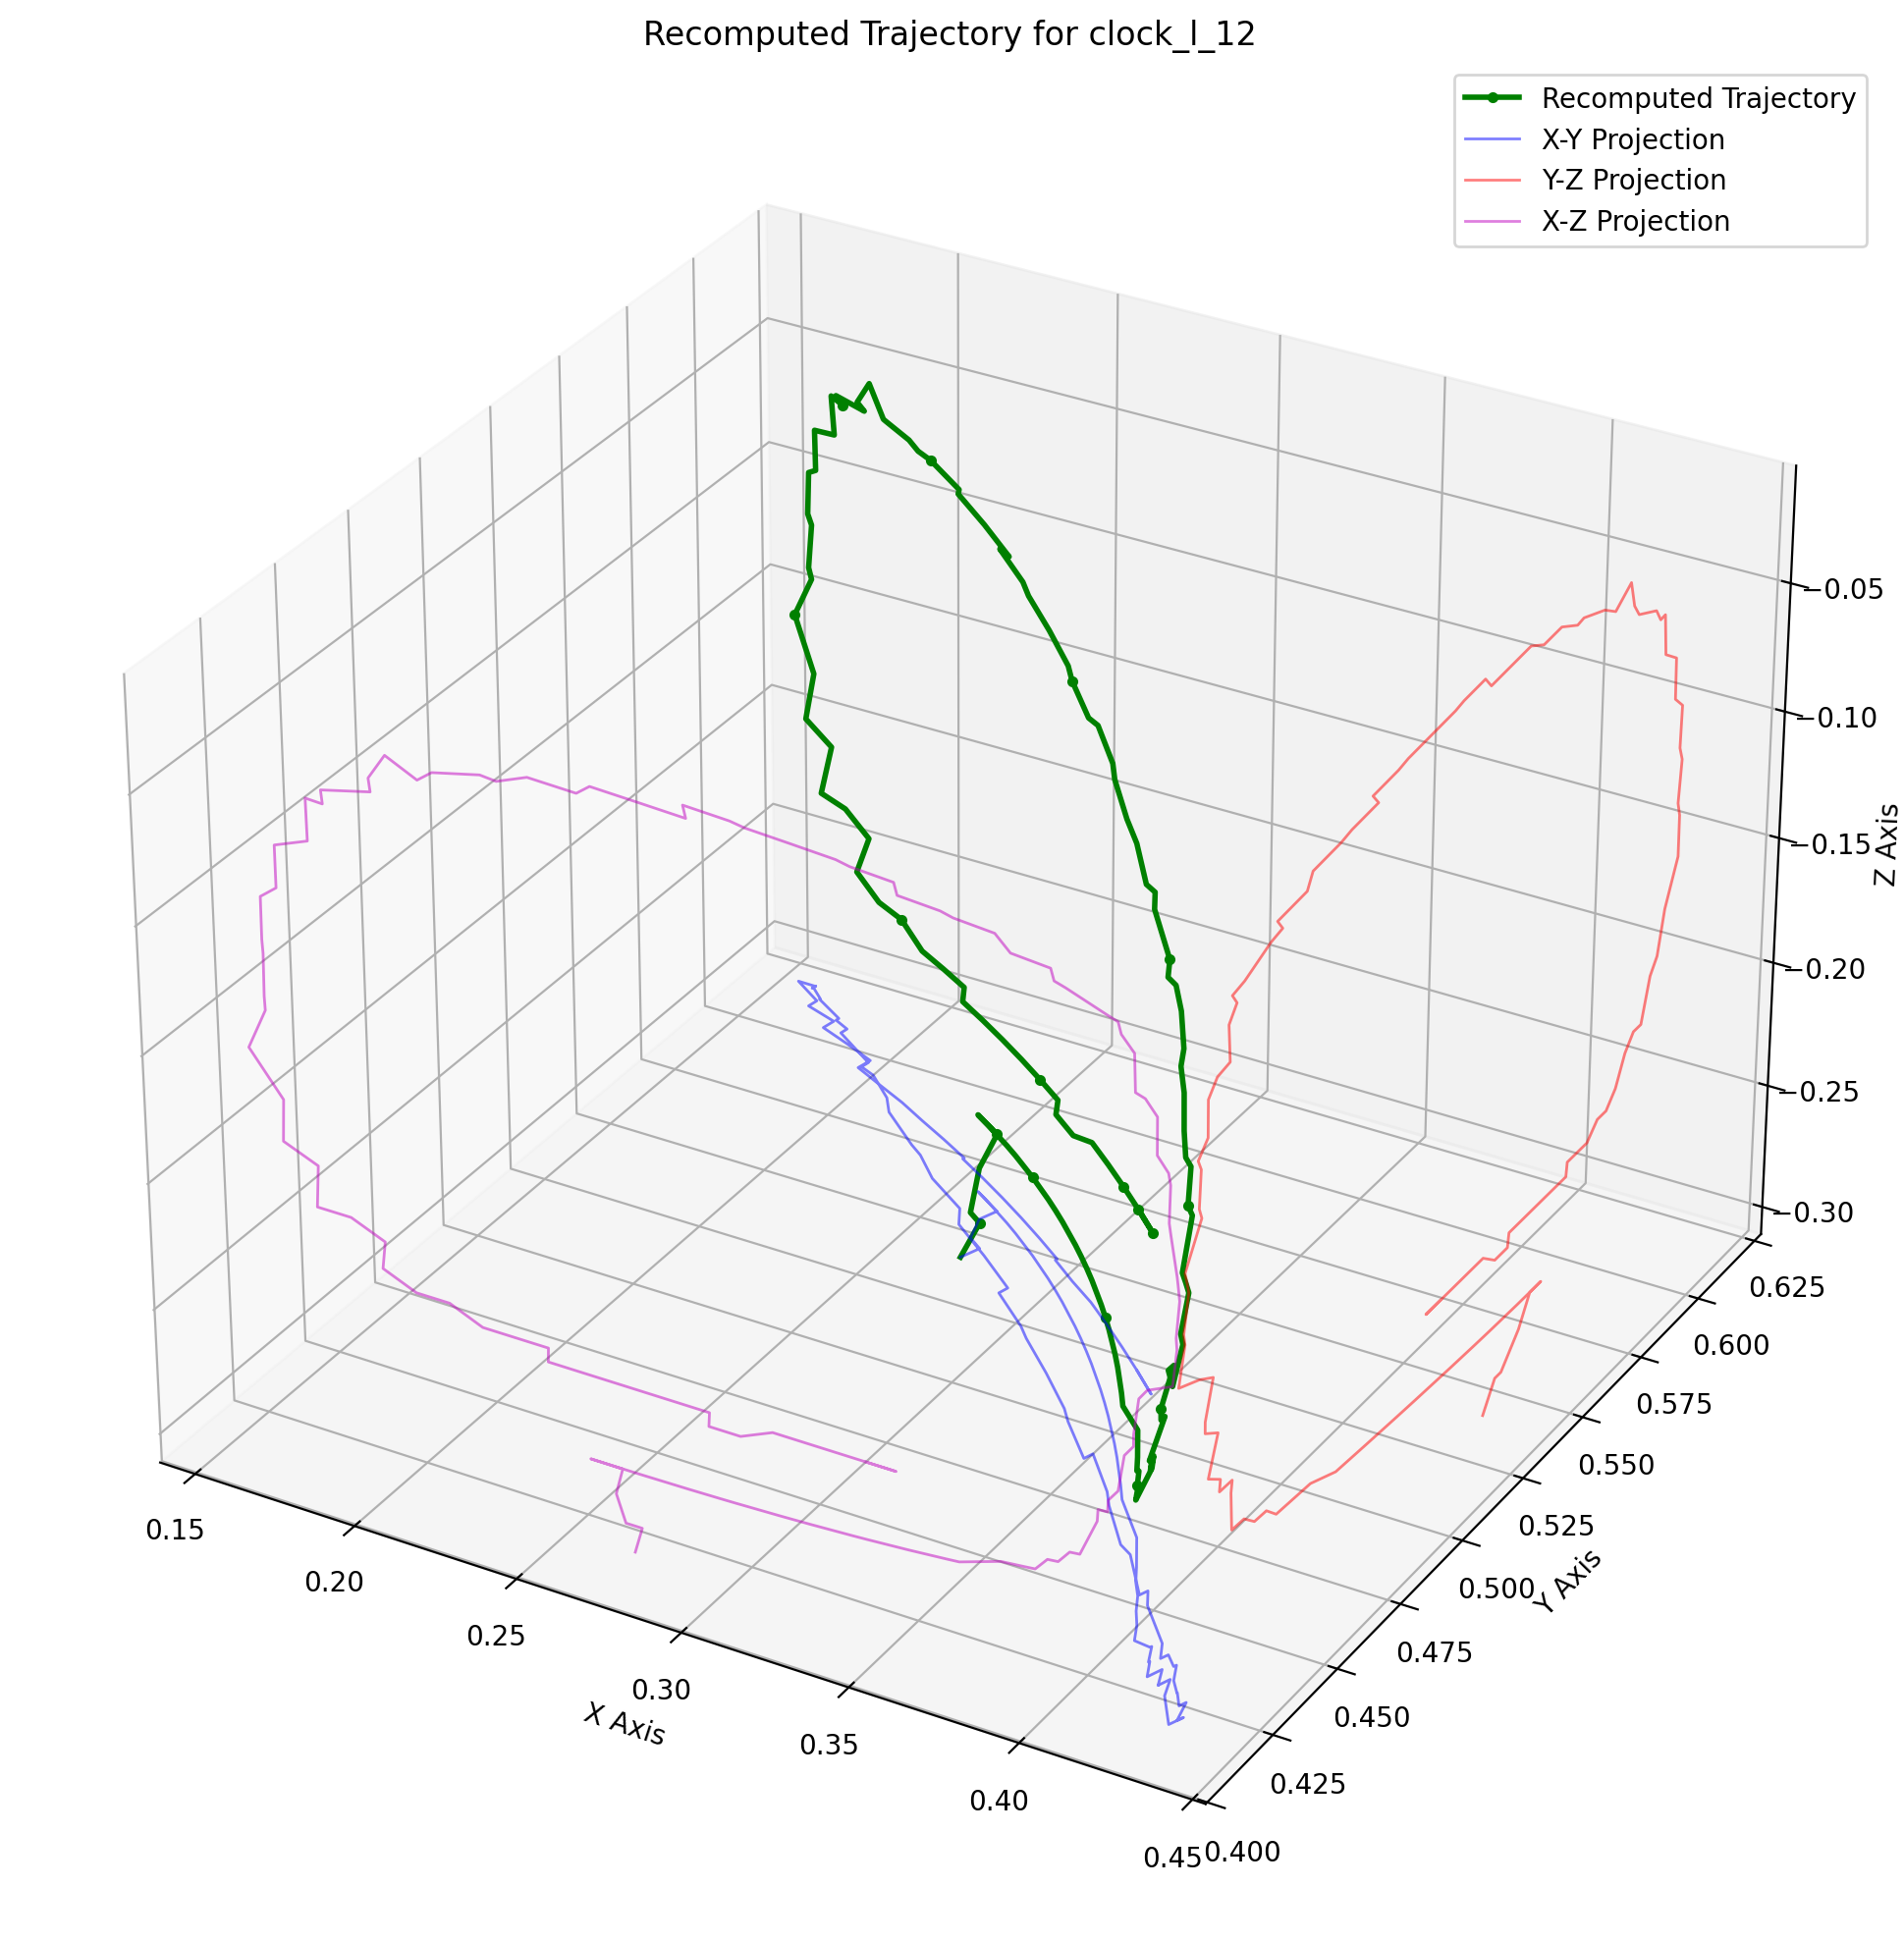 Recomputed Trajectory for clock_l_12
Recomputed Trajectory
X-Y Projection
Y-Z Projection
X-Z Projection
−0.05
−0.10
−0.15
−0.20
−0.25
−0.30
Z Axis
0.625
0.600
0.575
0.550
0.525
0.500
0.475
0.450
0.425
0.400
Y Axis
0.15
0.20
0.25
0.30
0.35
0.40
0.45
X Axis